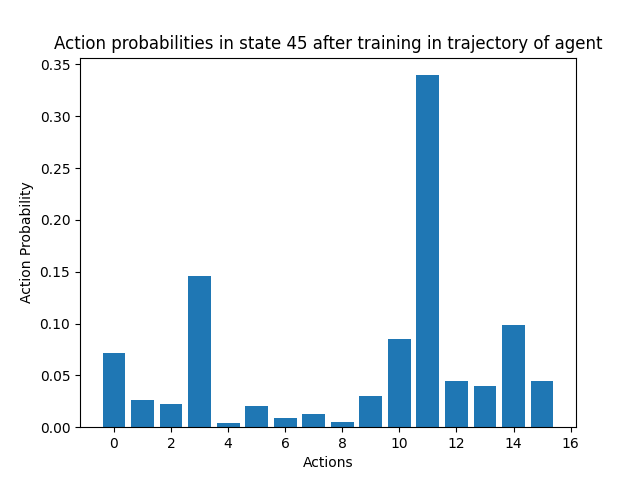 Action probabilities in state 45 after training in trajectory of agent
0.35
0.30
0.25
0.20
0.15
0.10
0.05
0.00
Action Probability
0 2 4 6 8 10 12 14 16
Actions